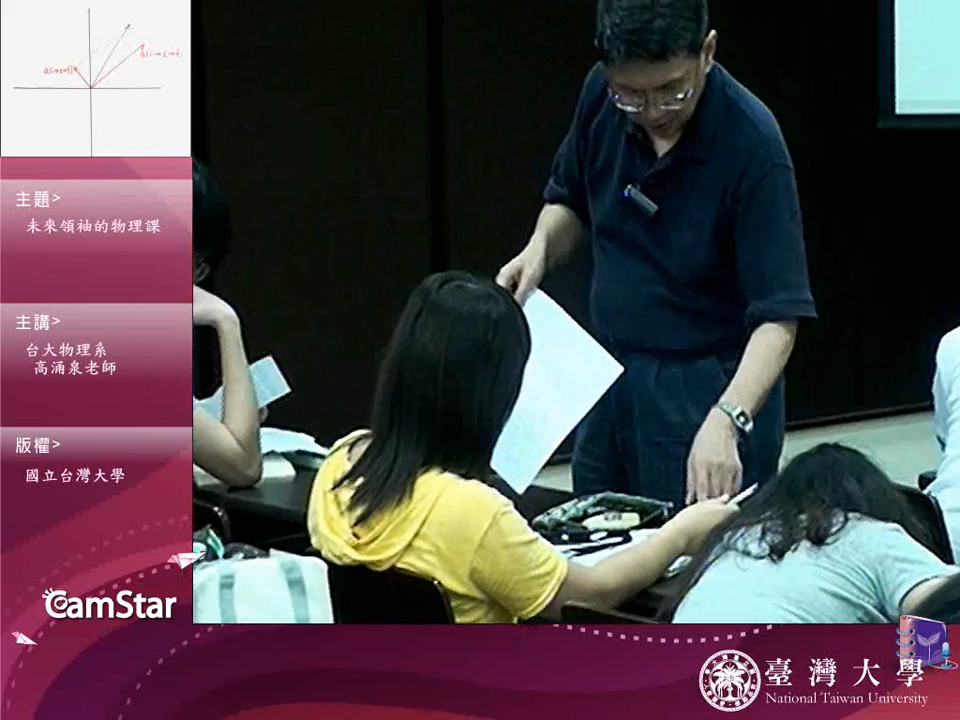 主題>
未來領袖的物理課
主講>
台大物理系
高涌泉老師
版權>
國立台灣大學
CamStar
臺灣大學
National Taiwan University